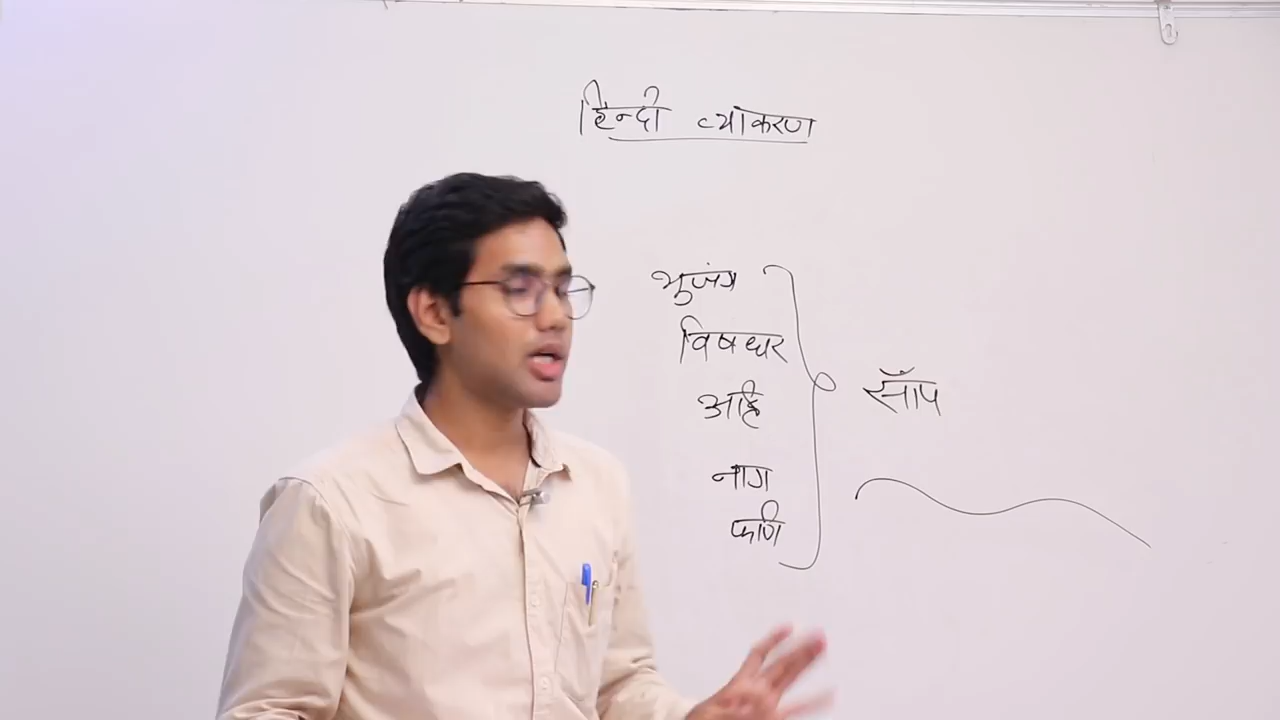 हिन्दी व्याकरण
भुजंग
विषधर
अहि
नाग
फणि
साँप